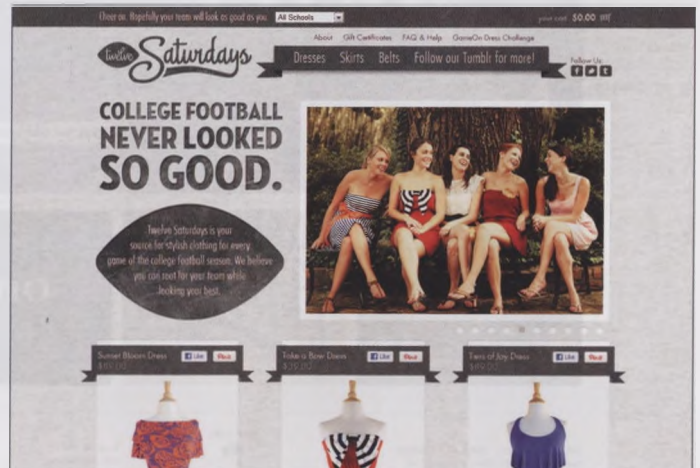 Cheer on. Hopefully your team will look as good as you.
All Schools
your cart $0.00
About Gift Certificates FAQ & Help GameOn Dress Challenge
twelve Saturdays
Dresses Skirts Belts Follow our Tumblr for more!
Follow Us:
COLLEGE FOOTBALL
NEVER LOOKED
SO GOOD.
Twelve Saturdays is your
source for stylish clothing for every
game of the college football season. We believe
you can root for your team while
looking your best.
Sunset Bloom Dress Like Pin it
Take a Bow Dress Like Pin it
Tiers of Joy Dress Like Pin it